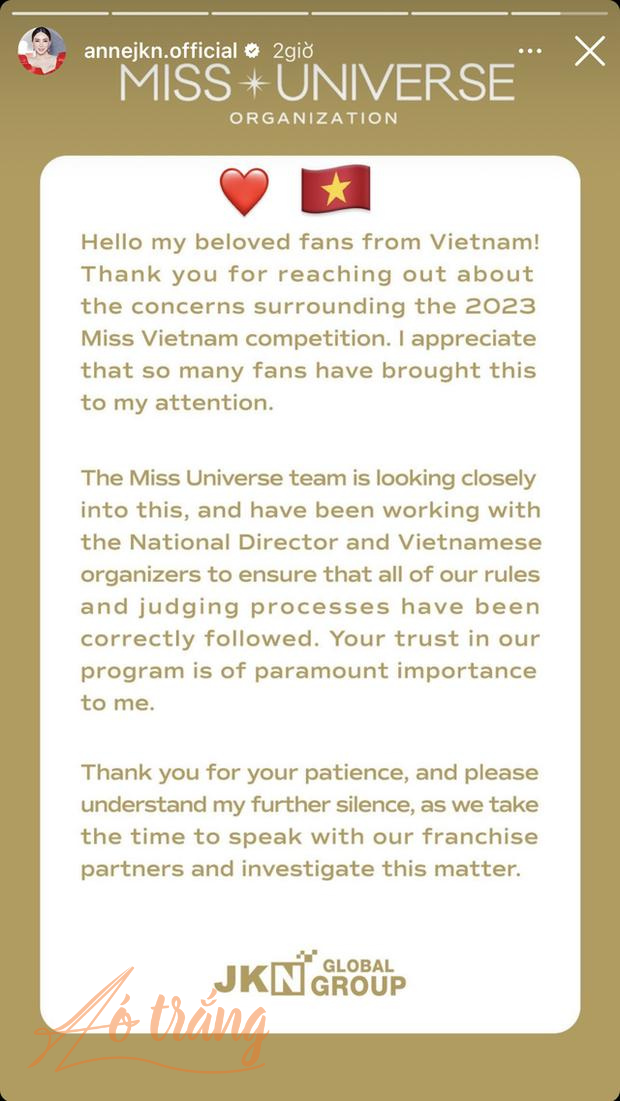 annejkn.official 2giờ
MISS UNIVERSE
ORGANIZATION
Hello my beloved fans from Vietnam!
Thank you for reaching out about
the concerns surrounding the 2023
Miss Vietnam competition. I appreciate
that so many fans have brought this
to my attention.
The Miss Universe team is looking closely
into this, and have been working with
the National Director and Vietnamese
organizers to ensure that all of our rules
and judging processes have been
correctly followed. Your trust in our
program is of paramount importance
to me.
Thank you for your patience, and please
understand my further silence, as we take
the time to speak with our franchise
partners and investigate this matter.
JKN GLOBAL
GROUP
Aó trắng